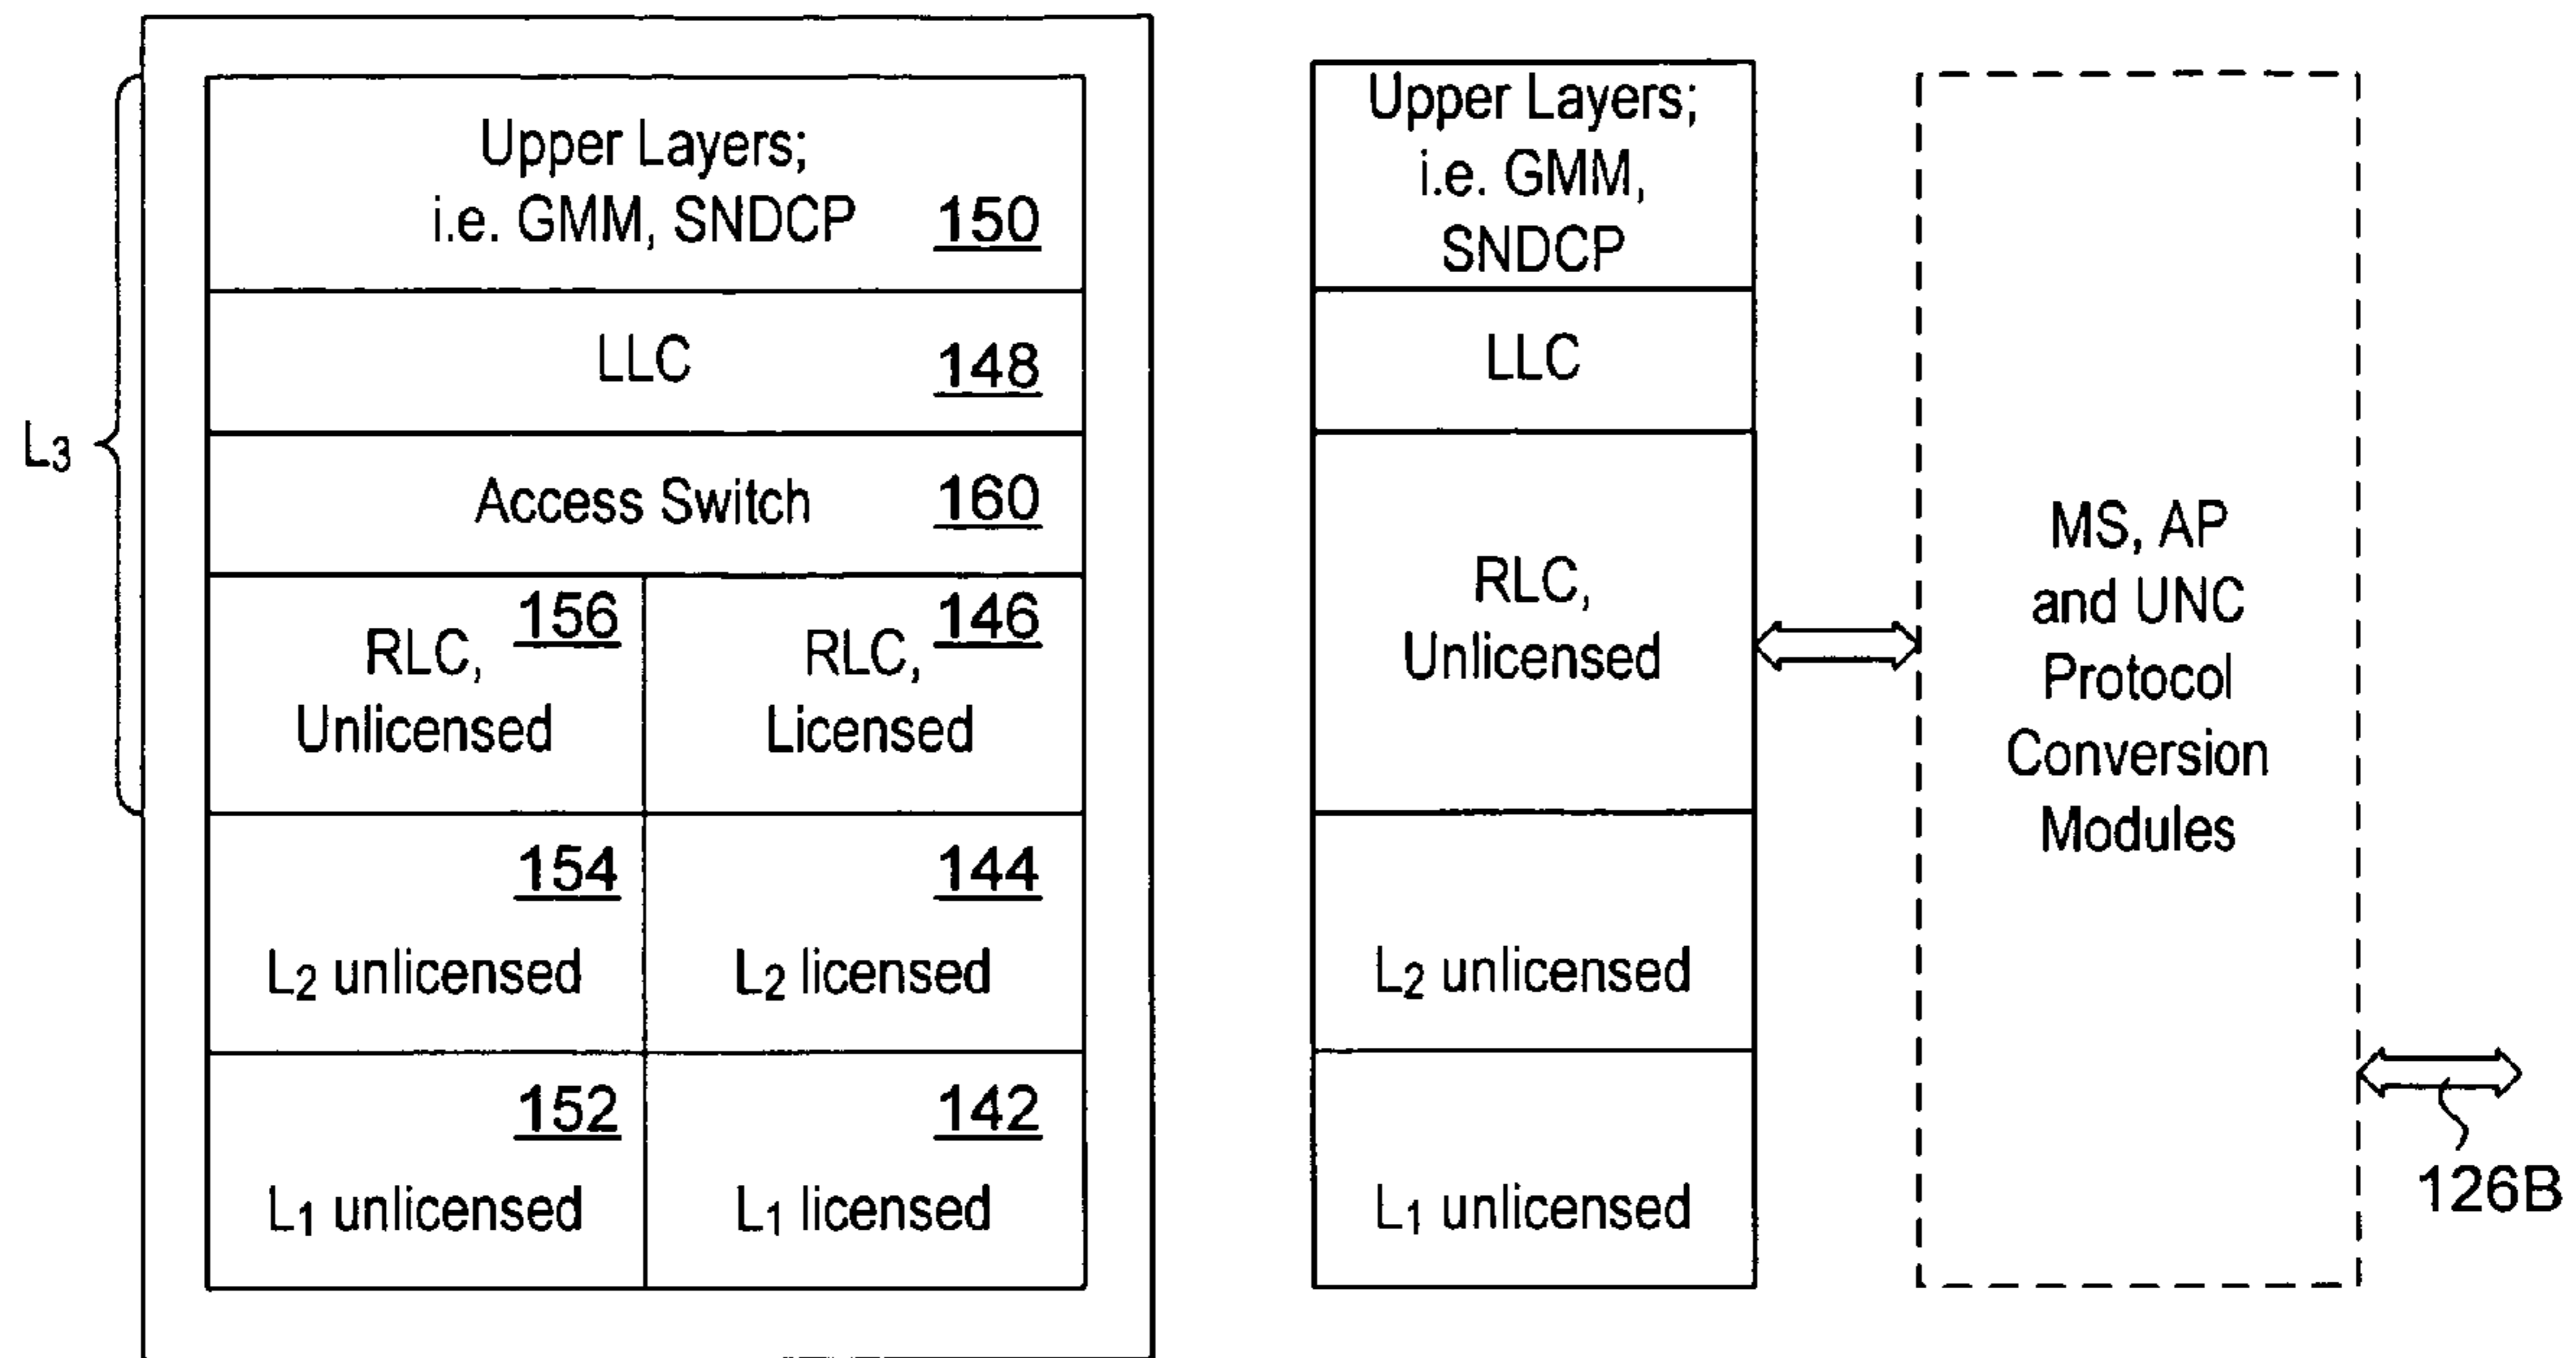 L3
Upper Layers;
i.e. GMM, SNDCP 150
LLC 148
Access Switch 160
156
RLC,
Unlicensed
146
RLC,
Licensed
154
L2 unlicensed
144
L2 licensed
152
L1 unlicensed
142
L1 licensed
Upper Layers;
i.e. GMM,
SNDCP
LLC
RLC,
Unlicensed
L2 unlicensed
L1 unlicensed
MS, AP
and UNC
Protocol
Conversion
Modules
126B